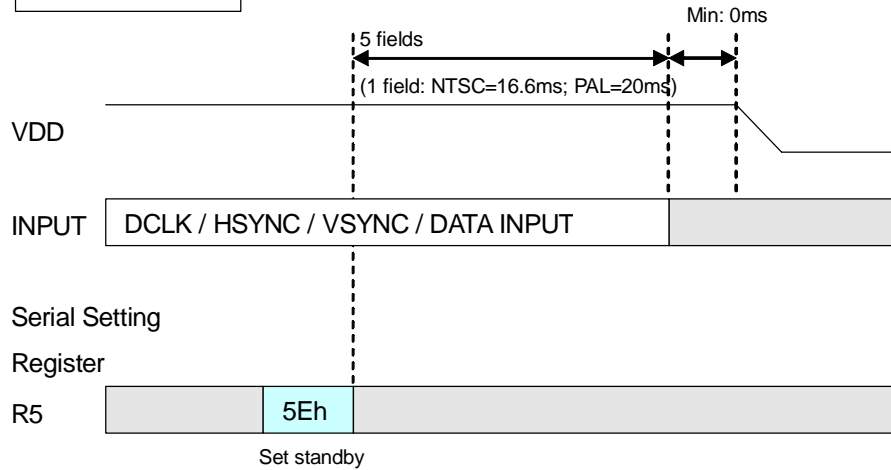 Min: 0ms
5 fields
(1 field: NTSC=16.6ms; PAL=20ms)
VDD
INPUT DCLK / HSYNC / VSYNC / DATA INPUT
Serial Setting
Register
R5 5Eh
Set standby